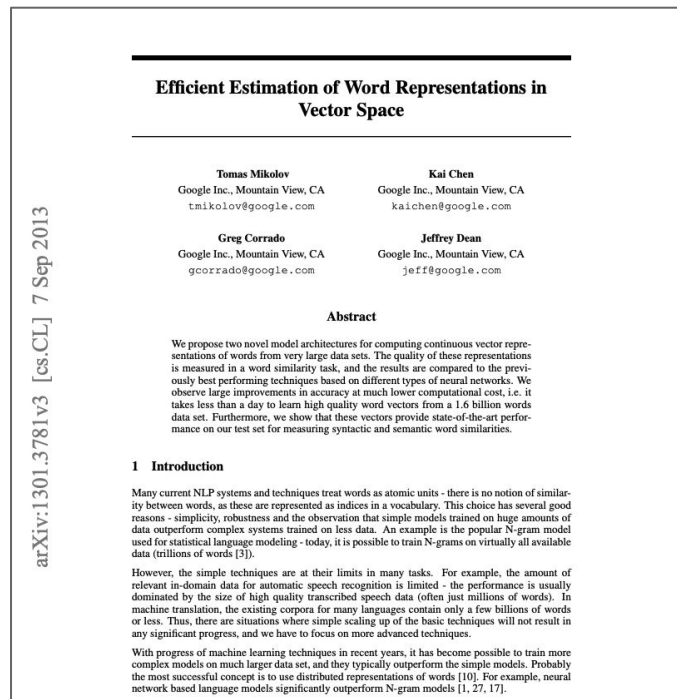 arXiv:1301.3781v3 [cs.CL] 7 Sep 2013
Efficient Estimation of Word Representations in
Vector Space
Tomas Mikolov
Google Inc., Mountain View, CA
tmikolov@google.com
Kai Chen
Google Inc., Mountain View, CA
kaichen@google.com
Greg Corrado
Google Inc., Mountain View, CA
gcorrado@google.com
Jeffrey Dean
Google Inc., Mountain View, CA
jeff@google.com
Abstract
We propose two novel model architectures for computing continuous vector repre-
sentations of words from very large data sets. The quality of these representations
is measured in a word similarity task, and the results are compared to the previ-
ously best performing techniques based on different types of neural networks. We
observe large improvements in accuracy at much lower computational cost, i.e. it
takes less than a day to learn high quality word vectors from a 1.6 billion words
data set. Furthermore, we show that these vectors provide state-of-the-art perfor-
mance on our test set for measuring syntactic and semantic word similarities.
1 Introduction
Many current NLP systems and techniques treat words as atomic units - there is no notion of similar-
ity between words, as these are represented as indices in a vocabulary. This choice has several good
reasons - simplicity, robustness and the observation that simple models trained on huge amounts of
data outperform complex systems trained on less data. An example is the popular N-gram model
used for statistical language modeling - today, it is possible to train N-grams on virtually all available
data (trillions of words [3]).
However, the simple techniques are at their limits in many tasks. For example, the amount of
relevant in-domain data for automatic speech recognition is limited - the performance is usually
dominated by the size of high quality transcribed speech data (often just millions of words). In
machine translation, the existing corpora for many languages contain only a few billions of words
or less. Thus, there are situations where simple scaling up of the basic techniques will not result in
any significant progress, and we have to focus on more advanced techniques.
With progress of machine learning techniques in recent years, it has become possible to train more
complex models on much larger data set, and they typically outperform the simple models. Probably
the most successful concept is to use distributed representations of words [10]. For example, neural
network based language models significantly outperform N-gram models [1, 27, 17].